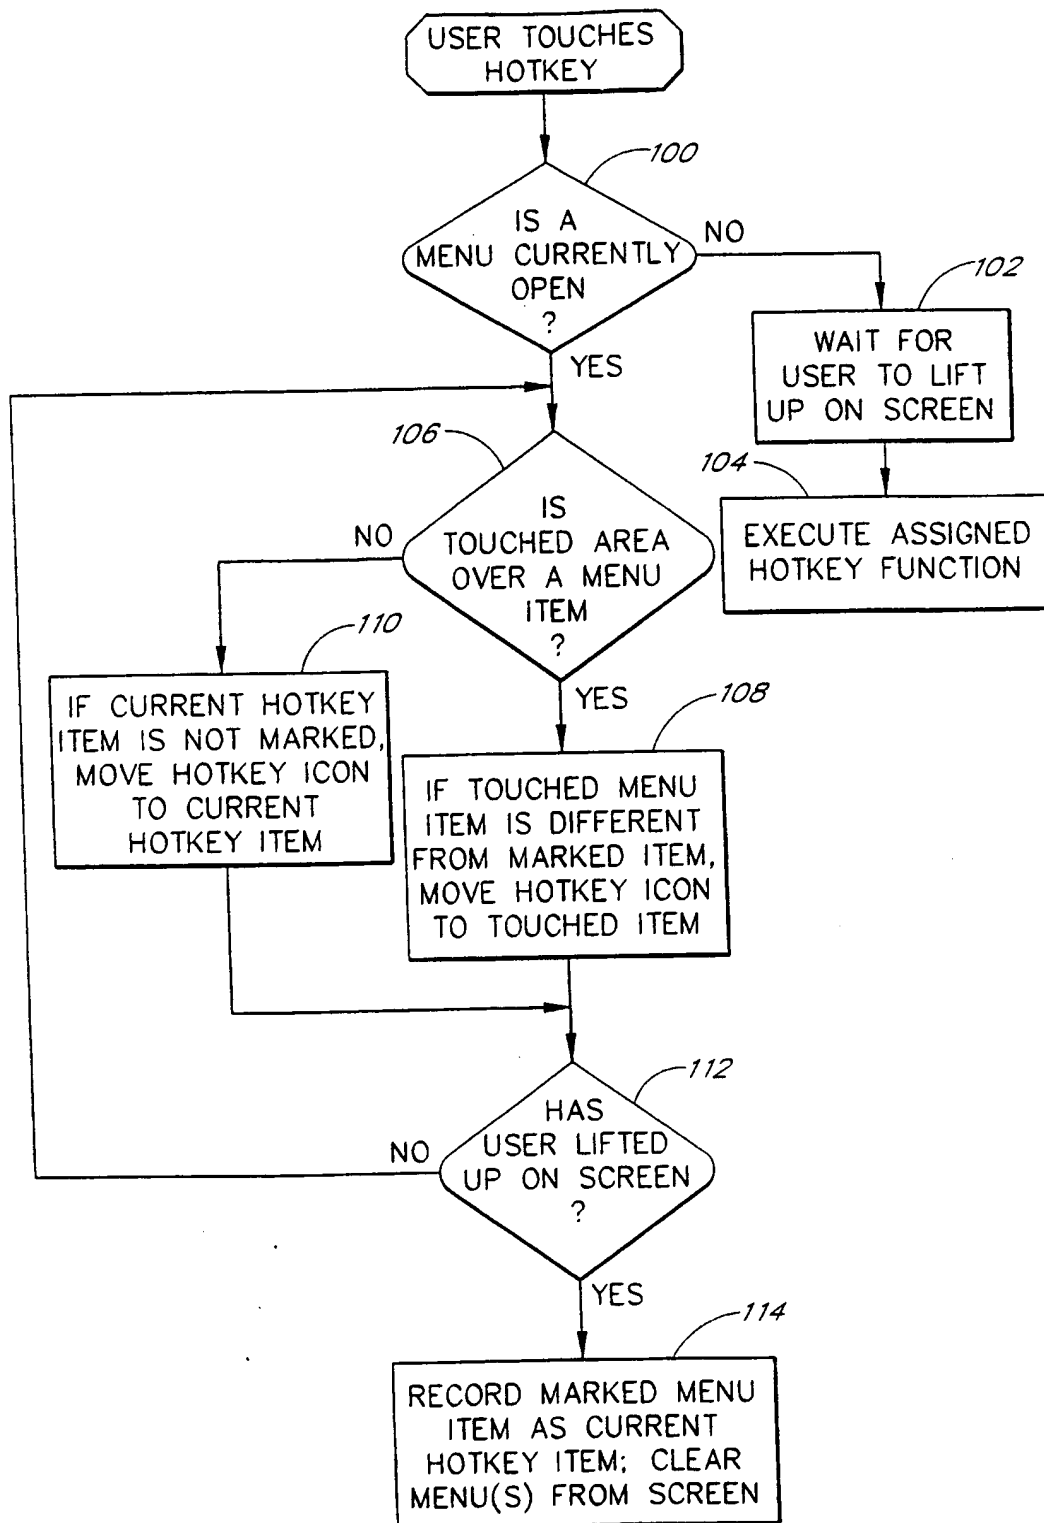 USER TOUCHES
HOTKEY
100
IS A
MENU CURRENTLY
OPEN
?
NO
YES
102
WAIT FOR
USER TO LIFT
UP ON SCREEN
104
EXECUTE ASSIGNED
HOTKEY FUNCTION
106
IS
TOUCHED AREA
OVER A MENU
ITEM
?
NO
YES
110
IF CURRENT HOTKEY
ITEM IS NOT MARKED,
MOVE HOTKEY ICON
TO CURRENT
HOTKEY ITEM
108
IF TOUCHED MENU
ITEM IS DIFFERENT
FROM MARKED ITEM,
MOVE HOTKEY ICON
TO TOUCHED ITEM
112
HAS
USER LIFTED
UP ON SCREEN
?
NO
YES
114
RECORD MARKED MENU
ITEM AS CURRENT
HOTKEY ITEM; CLEAR
MENU(S) FROM SCREEN